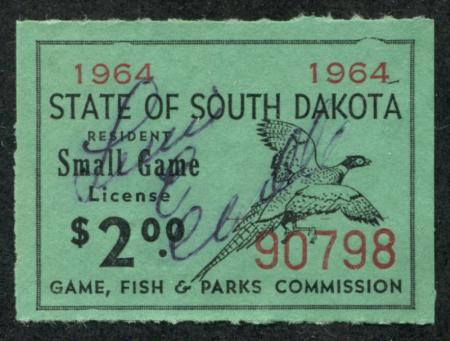 1964 1964
STATE OF SOUTH DAKOTA
RESIDENT
Small Game
License
$2.00
90798
GAME, FISH & PARKS COMMISSION